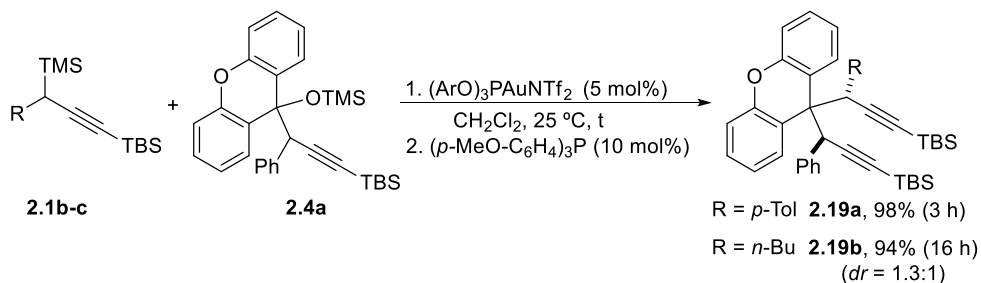 TMS
R
TBS
2.1b-c
+
O
OTMS
Ph
TBS
2.4a
1. (ArO)3PAuNTf2 (5 mol%)
CH2Cl2, 25 ºC, t
2. (p-MeO-C6H4)3P (10 mol%)
O
R
TBS
Ph
TBS
R = p-Tol 2.19a, 98% (3 h)
R = n-Bu 2.19b, 94% (16 h)
(dr = 1.3:1)